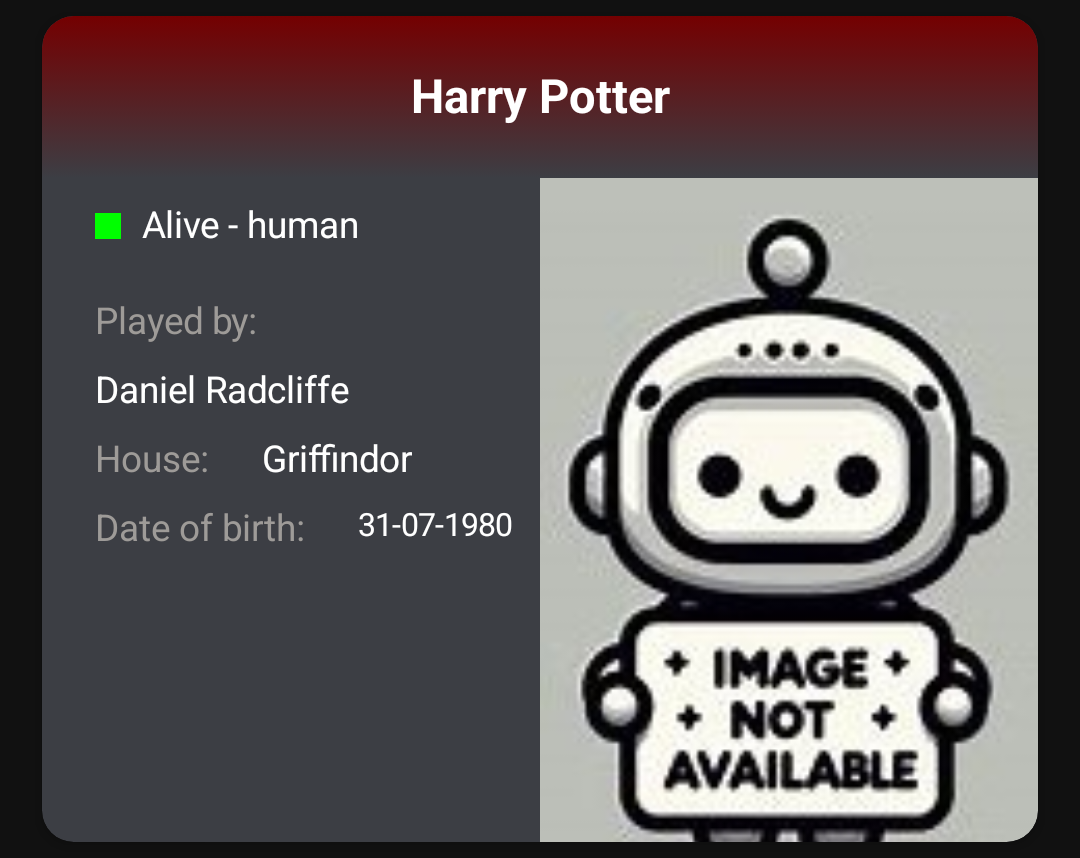 Harry Potter
Alive - human
Played by:
Daniel Radcliffe
House: Griffindor
Date of birth: 31-07-1980
IMAGE
NOT
AVAILABLE